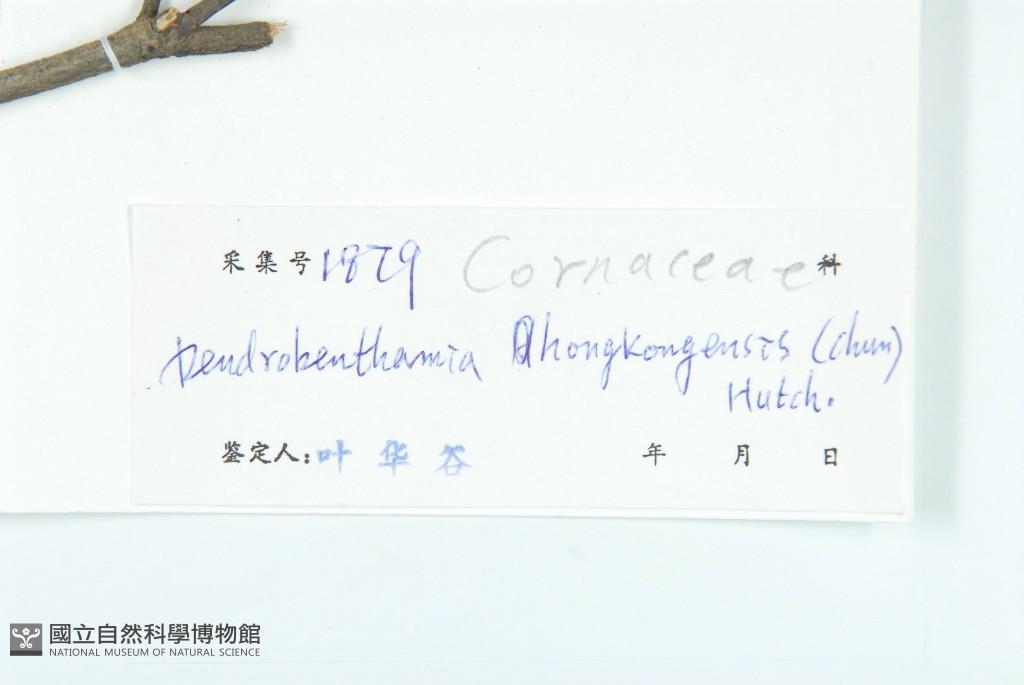 采集号 1879 Cornaceae 科
Dendrobenthamia hongkongensis (Chun)
Hutch.
鉴定人: 叶华谷 年 月 日
國立自然科學博物館
NATIONAL MUSEUM OF NATURAL SCIENCE